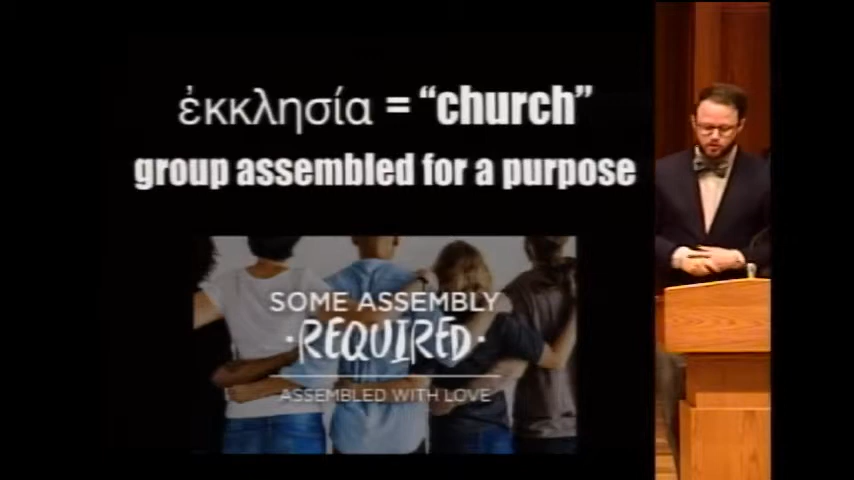 ἐκκλησία = “church”
group assembled for a purpose
SOME ASSEMBLY
·REQUIRED·
ASSEMBLED WITH LOVE